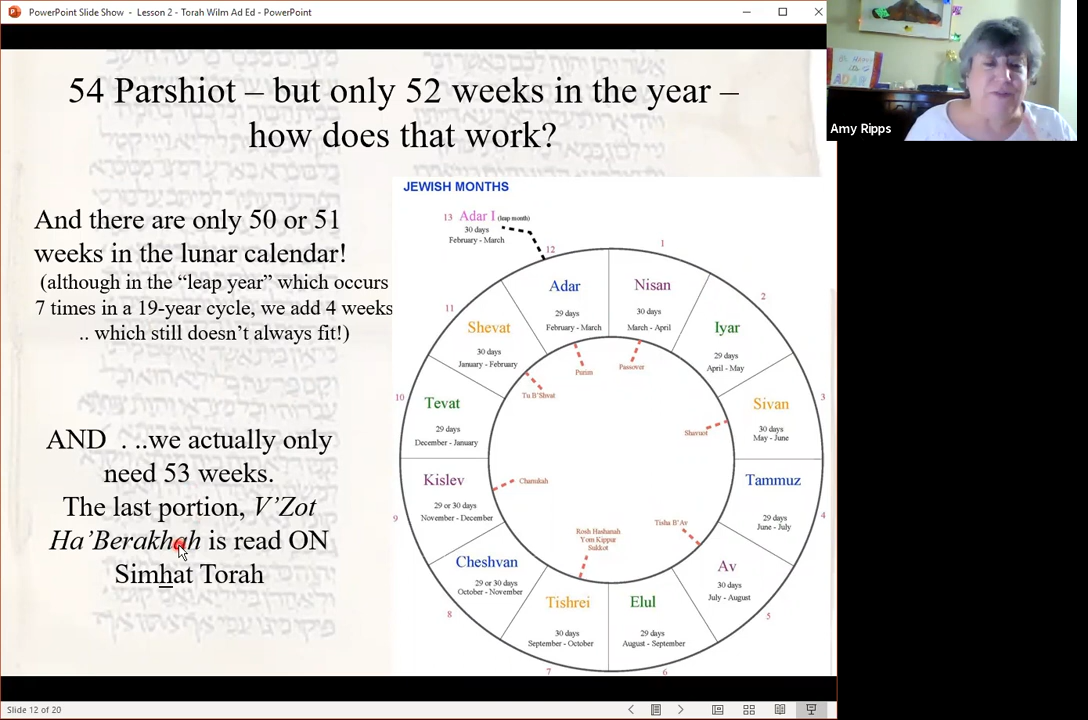 PowerPoint Slide Show - Lesson 2 - Torah Wilm Ad Ed - PowerPoint
54 Parshiot – but only 52 weeks in the year –
how does that work?
And there are only 50 or 51
weeks in the lunar calendar!
(although in the “leap year” which occurs
7 times in a 19-year cycle, we add 4 weeks
.. which still doesn’t always fit!)
AND . ..we actually only
need 53 weeks.
The last portion, V’Zot
Ha’Berakhah is read ON
Simhat Torah
JEWISH MONTHS
13 Adar I (leap month)
30 days
February - March
12
Adar
29 days
February - March
Purim
1
Nisan
30 days
March - April
Passover
2
Iyar
29 days
April - May
3
Sivan
30 days
May - June
Shavuot
4
Tammuz
29 days
June - July
5
Av
30 days
July - August
Tisha B’Av
6
Elul
29 days
August - September
7
Tishrei
30 days
September - October
Rosh Hashanah
Yom Kippur
Sukkot
8
Cheshvan
29 or 30 days
October - November
9
Kislev
29 or 30 days
November - December
Chanukah
10
Tevat
29 days
December - January
11
Shevat
30 days
January - February
Tu B’Shvat
Amy Ripps
ADAR
Slide 12 of 20